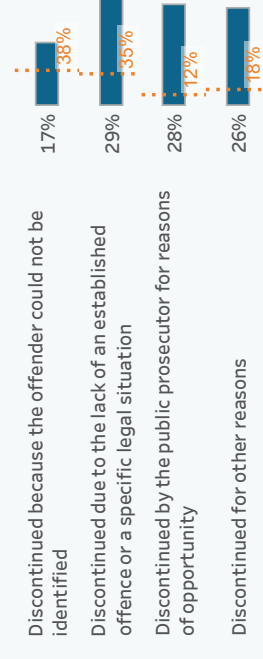 38%
35%
12%
18%
17%
29%
28%
26%
Discontinued because the offender could not be
identified
Discontinued due to the lack of an established
offence or a specific legal situation
Discontinued by the public prosecutor for reasons
of opportunity
Discontinued for other reasons